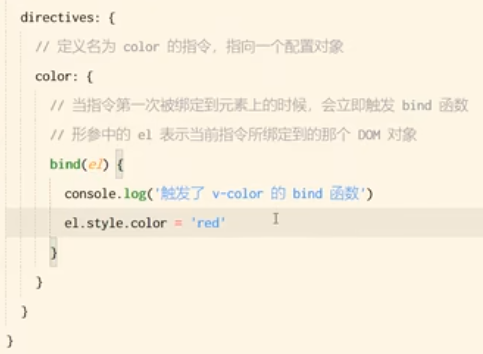 directives: {
// 定义名为 color 的指令，指向一个配置对象
color: {
// 当指令第一次被绑定到元素上的时候，会立即触发 bind 函数
// 形参中的 el 表示当前指令所绑定到的那个 DOM 对象
bind(el) {
console.log('触发了 v-color 的 bind 函数')
el.style.color = 'red'
}
}
}
}